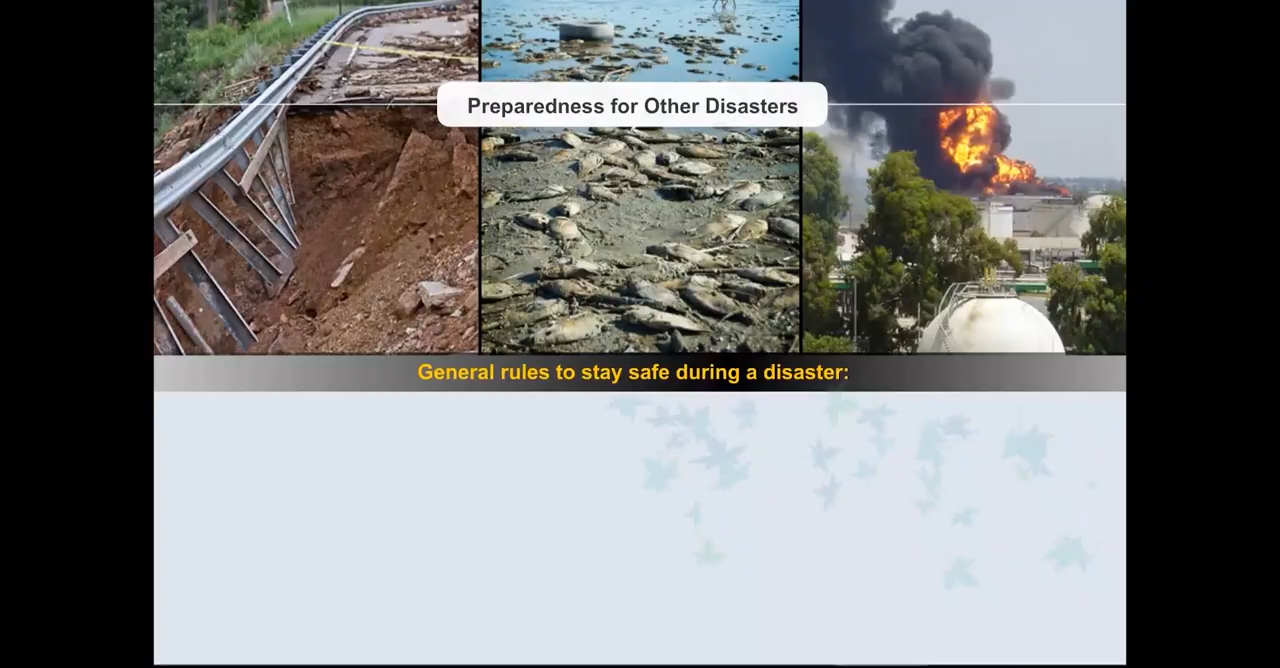 Preparedness for Other Disasters
General rules to stay safe during a disaster: